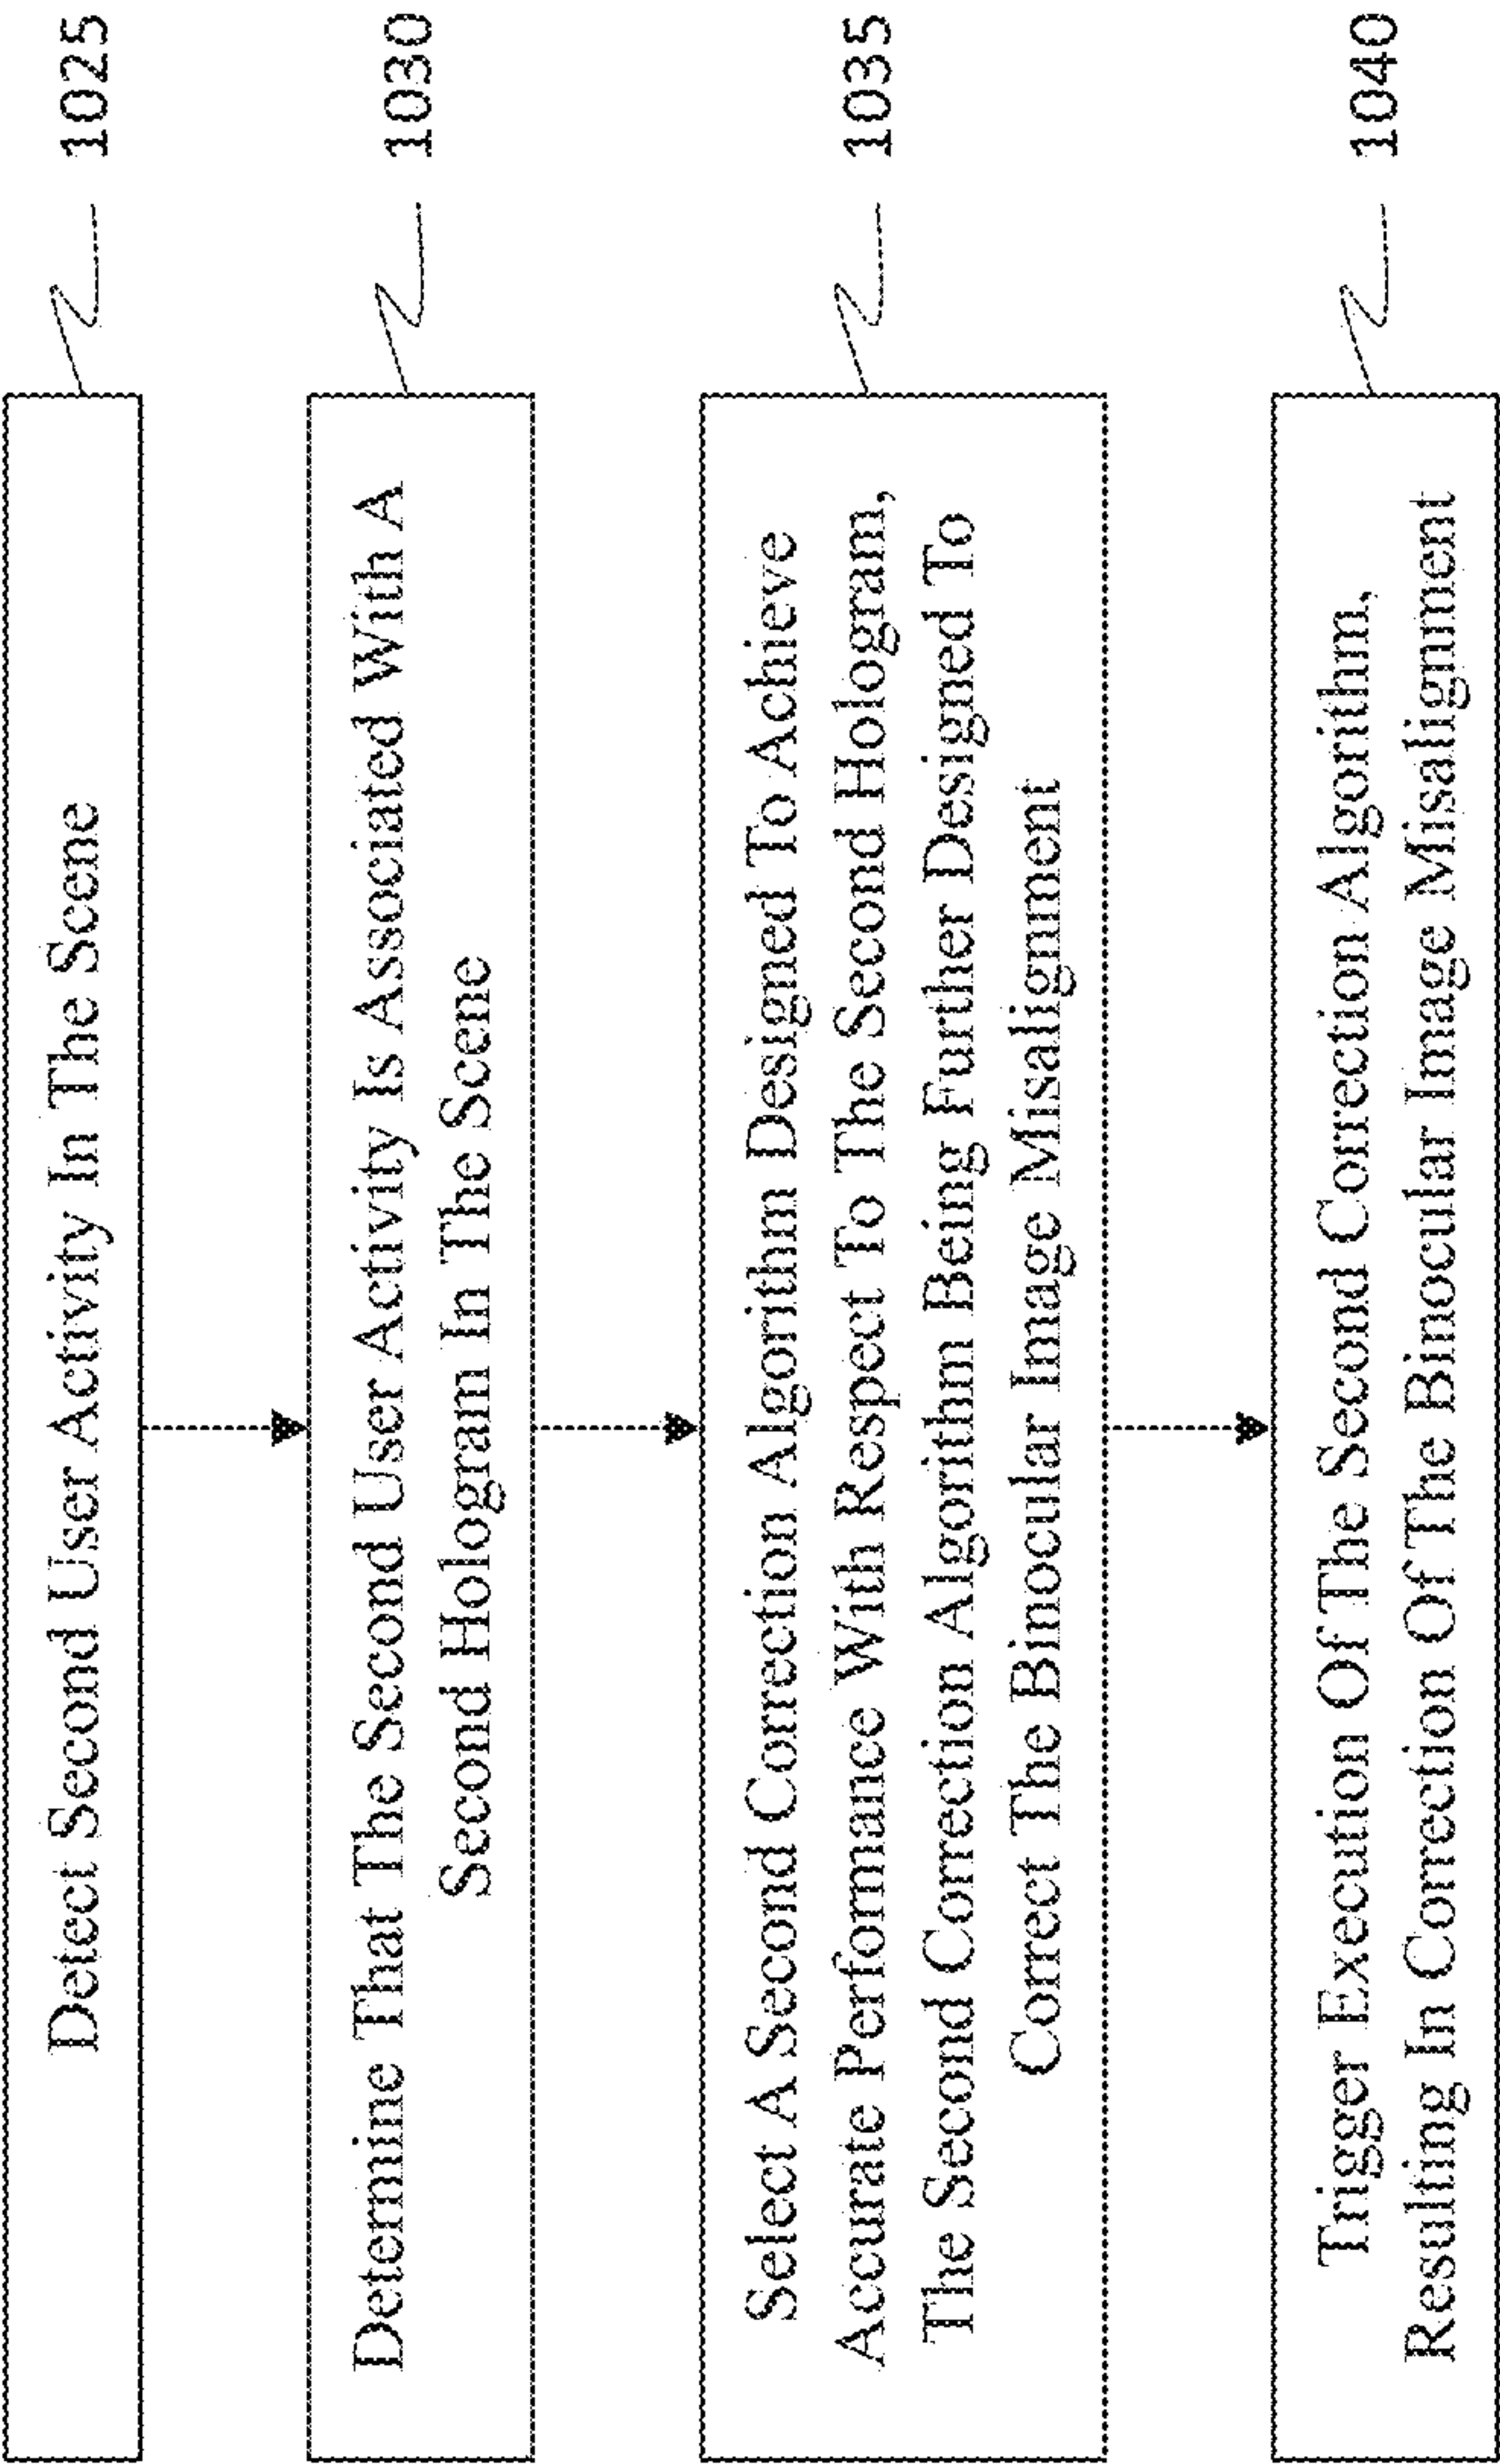 Detect Second User Activity In The Scene
1025
Determine That The Second User Activity Is Associated With A
Second Hologram In The Scene
1030
Select A Second Correction Algorithm Designed To Achieve
Accurate Performance With Respect To The Second Hologram,
The Second Correction Algorithm Being Further Designed To
Correct The Binocular Image Misalignment
1035
Trigger Execution Of The Second Correction Algorithm,
Resulting In Correction Of The Binocular Image Misalignment
1040